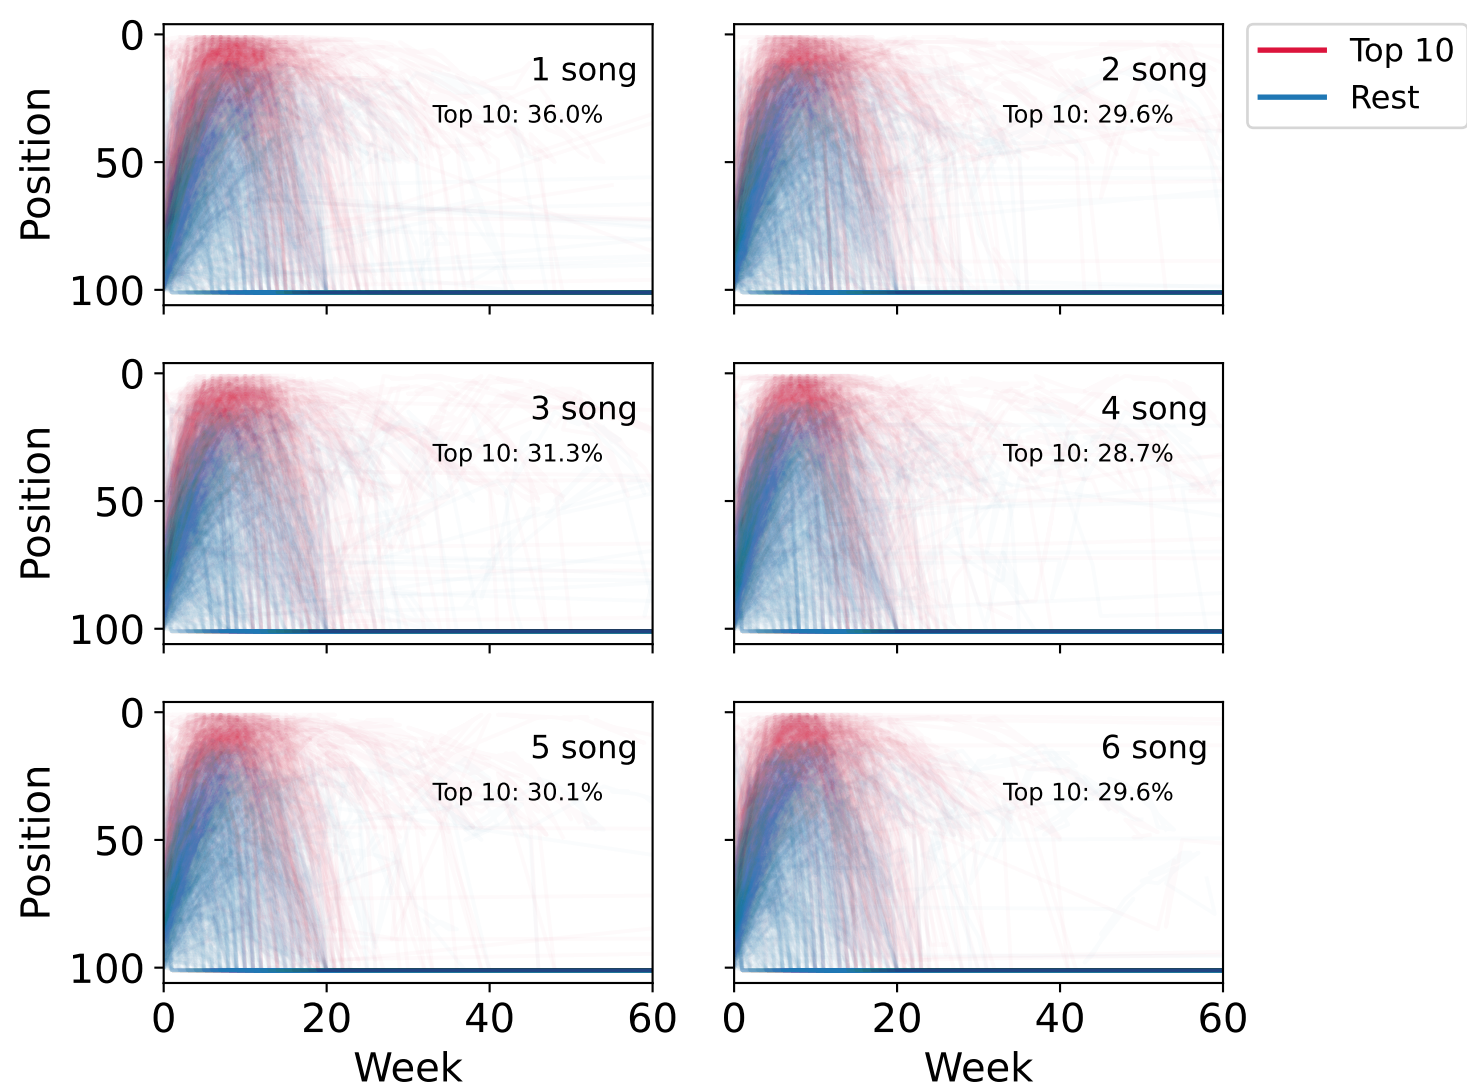 0
50
100
Position
1 song
Top 10: 36.0%
2 song
Top 10: 29.6%
Top 10
Rest
0
50
100
Position
3 song
Top 10: 31.3%
4 song
Top 10: 28.7%
0
50
100
Position
5 song
Top 10: 30.1%
6 song
Top 10: 29.6%
0 20 40 60
Week
0 20 40 60
Week